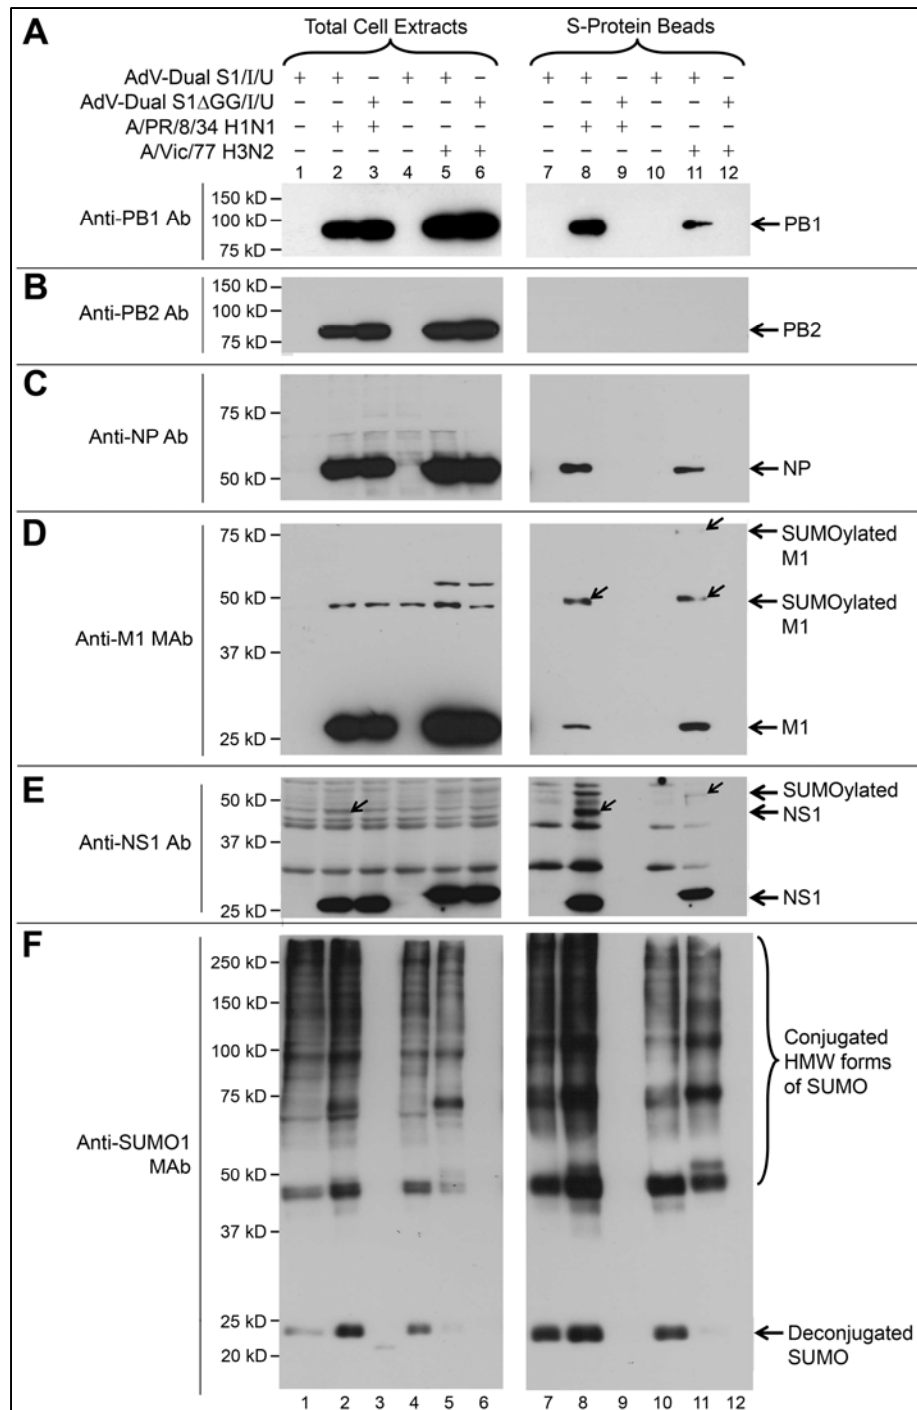 A
Total Cell Extracts S-Protein Beads
AdV-Dual S1/I/U + + – + + – + + – + + –
AdV-Dual S1ΔGG/I/U – – + – – + – – + – – +
A/PR/8/34 H1N1 – + + – – – – + + – – –
A/Vic/77 H3N2 – – – – + + – – – – + +
1 2 3 4 5 6 7 8 9 10 11 12
Anti-PB1 Ab
150 kD
100 kD
75 kD
PB1
B
Anti-PB2 Ab
150 kD
100 kD
75 kD
PB2
C
Anti-NP Ab
75 kD
50 kD
NP
D
Anti-M1 MAb
75 kD
50 kD
37 kD
25 kD
SUMOylated
M1
SUMOylated
M1
M1
E
Anti-NS1 Ab
50 kD
37 kD
25 kD
SUMOylated
NS1
NS1
F
Anti-SUMO1
MAb
250 kD
150 kD
100 kD
75 kD
50 kD
37 kD
25 kD
20 kD
Conjugated
HMW forms
of SUMO
Deconjugated
SUMO
1 2 3 4 5 6 7 8 9 10 11 12